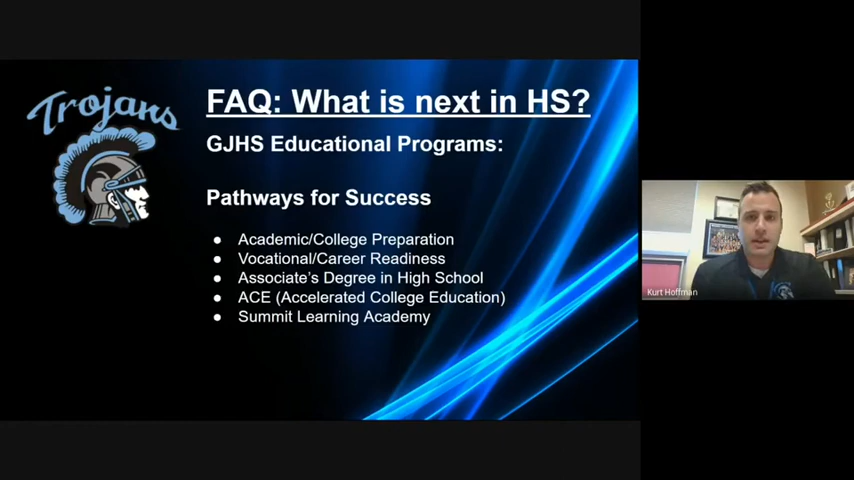 Trojans
FAQ: What is next in HS?
GJHS Educational Programs:
Pathways for Success
● Academic/College Preparation
● Vocational/Career Readiness
● Associate's Degree in High School
● ACE (Accelerated College Education)
● Summit Learning Academy
Kurt Hoffman